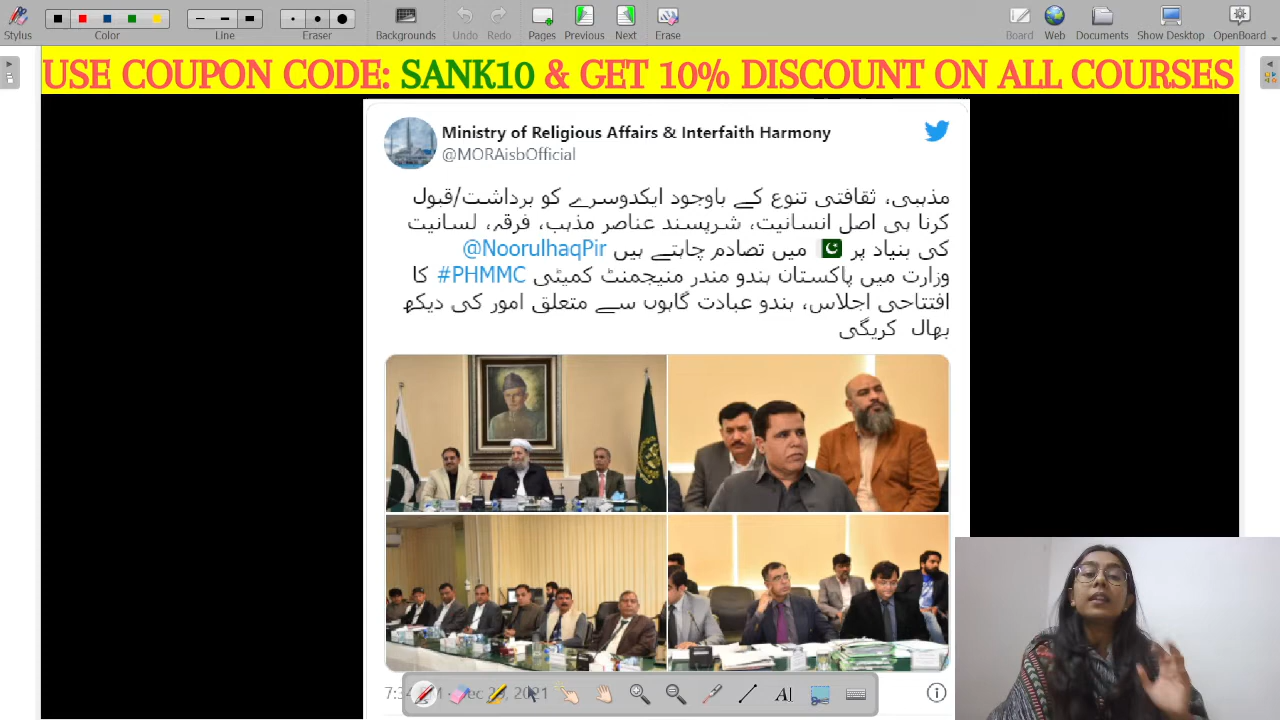 Stylus
Color
Line
Eraser
Backgrounds
Undo
Redo
Pages
Previous
Next
Erase
Board
Web
Documents
Show Desktop
OpenBoard
USE COUPON CODE: SANK10 & GET 10% DISCOUNT ON ALL COURSES
Ministry of Religious Affairs & Interfaith Harmony
@MORAisbOfficial
مذہبی، ثقافتی تنوع کے باوجود ایکدوسرے کو برداشت/قبول
کرنا ہی اصل انسانیت، شرپسند عناصر مذہب، فرقہ، لسانیت
کی بنیاد پر 🇵🇰 میں تصادم چاہتے ہیں @NoorulhaqPir
وزارت میں پاکستان ہندو مندر منیجمنٹ کمیٹی #PHMMC کا
افتتاحی اجلاس، ہندو عبادت گاہوں سے متعلق امور کی دیکھ
بھال کریگی
2021